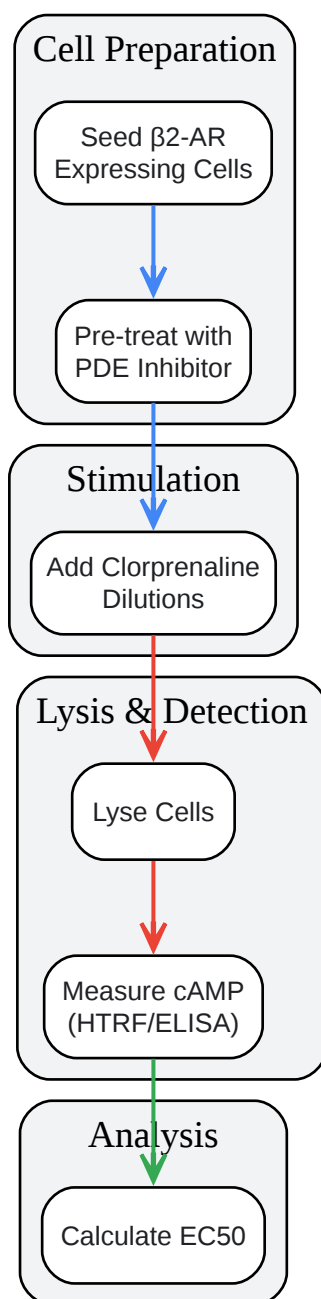 Cell Preparation
Seed β2-AR
Expressing Cells
Pre-treat with
PDE Inhibitor
Stimulation
Add Clorprenaline
Dilutions
Lysis & Detection
Lyse Cells
Measure cAMP
(HTRF/ELISA)
Analysis
Calculate EC50